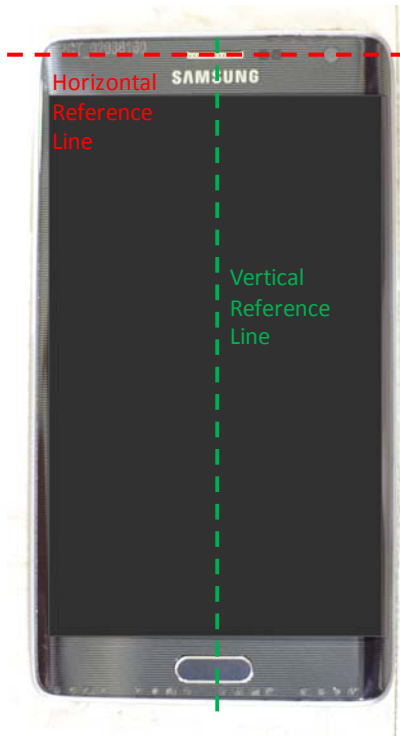 SAMSUNG
Horizontal
Reference
Line
Vertical
Reference
Line